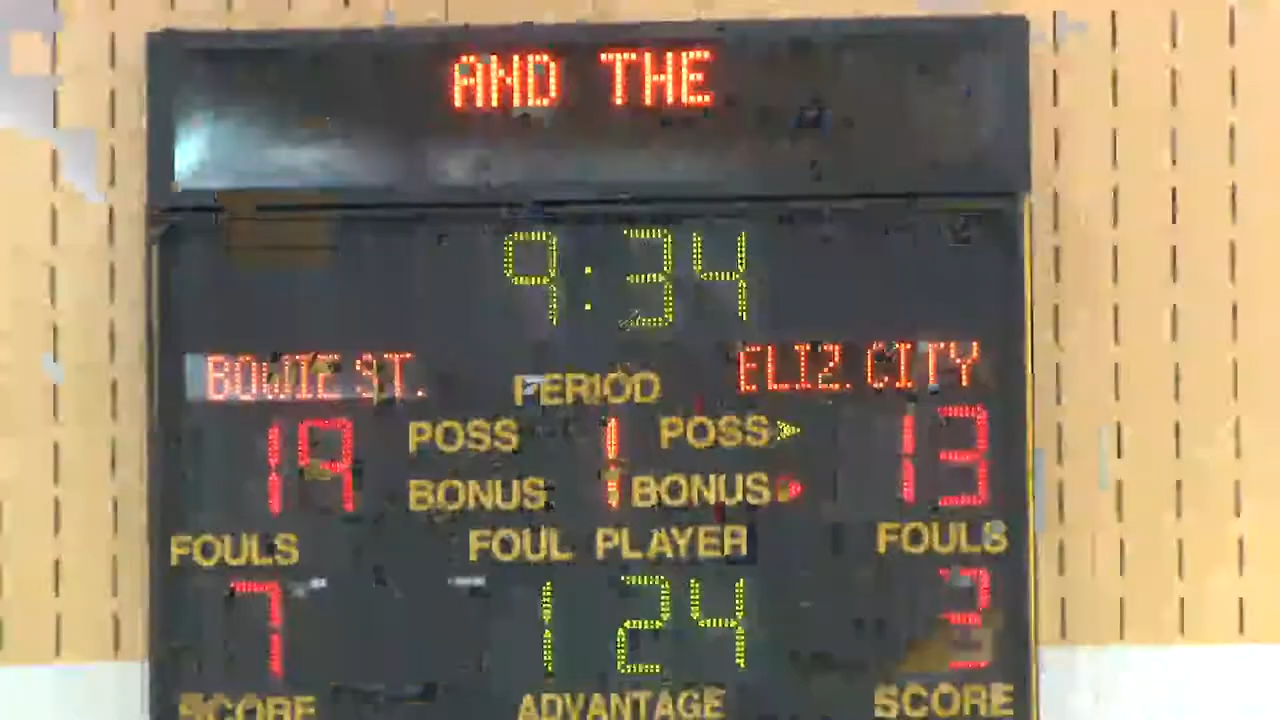 AND THE
9:34
BOWIE ST. PERIOD ELIZ. CITY
19 POSS 1 POSS 13
BONUS BONUS
FOULS FOUL PLAYER FOULS
7 1 24 3
SCORE ADVANTAGE SCORE